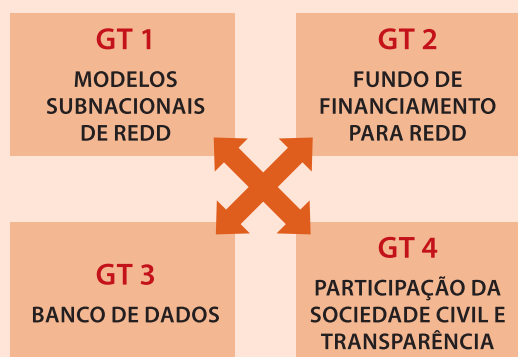 GT 1
MODELOS
SUBNACIONAIS
DE REDD
GT 2
FUNDO DE
FINANCIAMENTO
PARA REDD
GT 3
BANCO DE DADOS
GT 4
PARTICIPAÇÃO DA
SOCIEDADE CIVIL E
TRANSPARÊNCIA